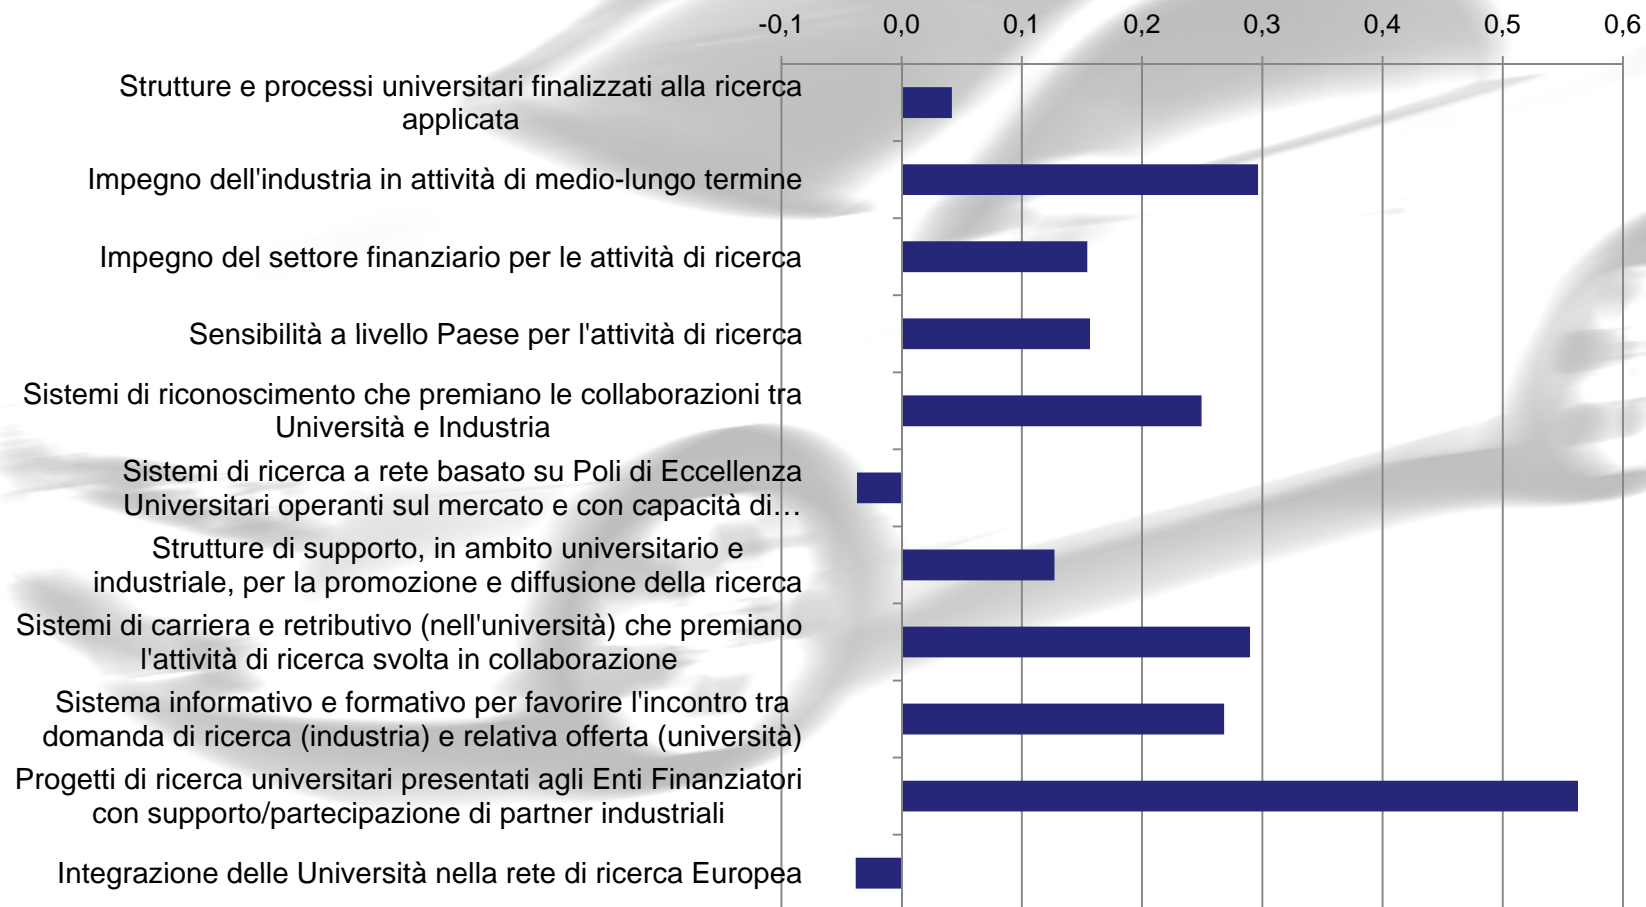 -0,1 0,0 0,1 0,2 0,3 0,4 0,5 0,6
Strutture e processi universitari finalizzati alla ricerca
applicata
Impegno dell'industria in attività di medio-lungo termine
Impegno del settore finanziario per le attività di ricerca
Sensibilità a livello Paese per l'attività di ricerca
Sistemi di riconoscimento che premiano le collaborazioni tra
Università e Industria
Sistemi di ricerca a rete basato su Poli di Eccellenza
Universitari operanti sul mercato e con capacità di…
Strutture di supporto, in ambito universitario e
industriale, per la promozione e diffusione della ricerca
Sistemi di carriera e retributivo (nell'università) che premiano
l'attività di ricerca svolta in collaborazione
Sistema informativo e formativo per favorire l'incontro tra
domanda di ricerca (industria) e relativa offerta (università)
Progetti di ricerca universitari presentati agli Enti Finanziatori
con supporto/partecipazione di partner industriali
Integrazione delle Università nella rete di ricerca Europea